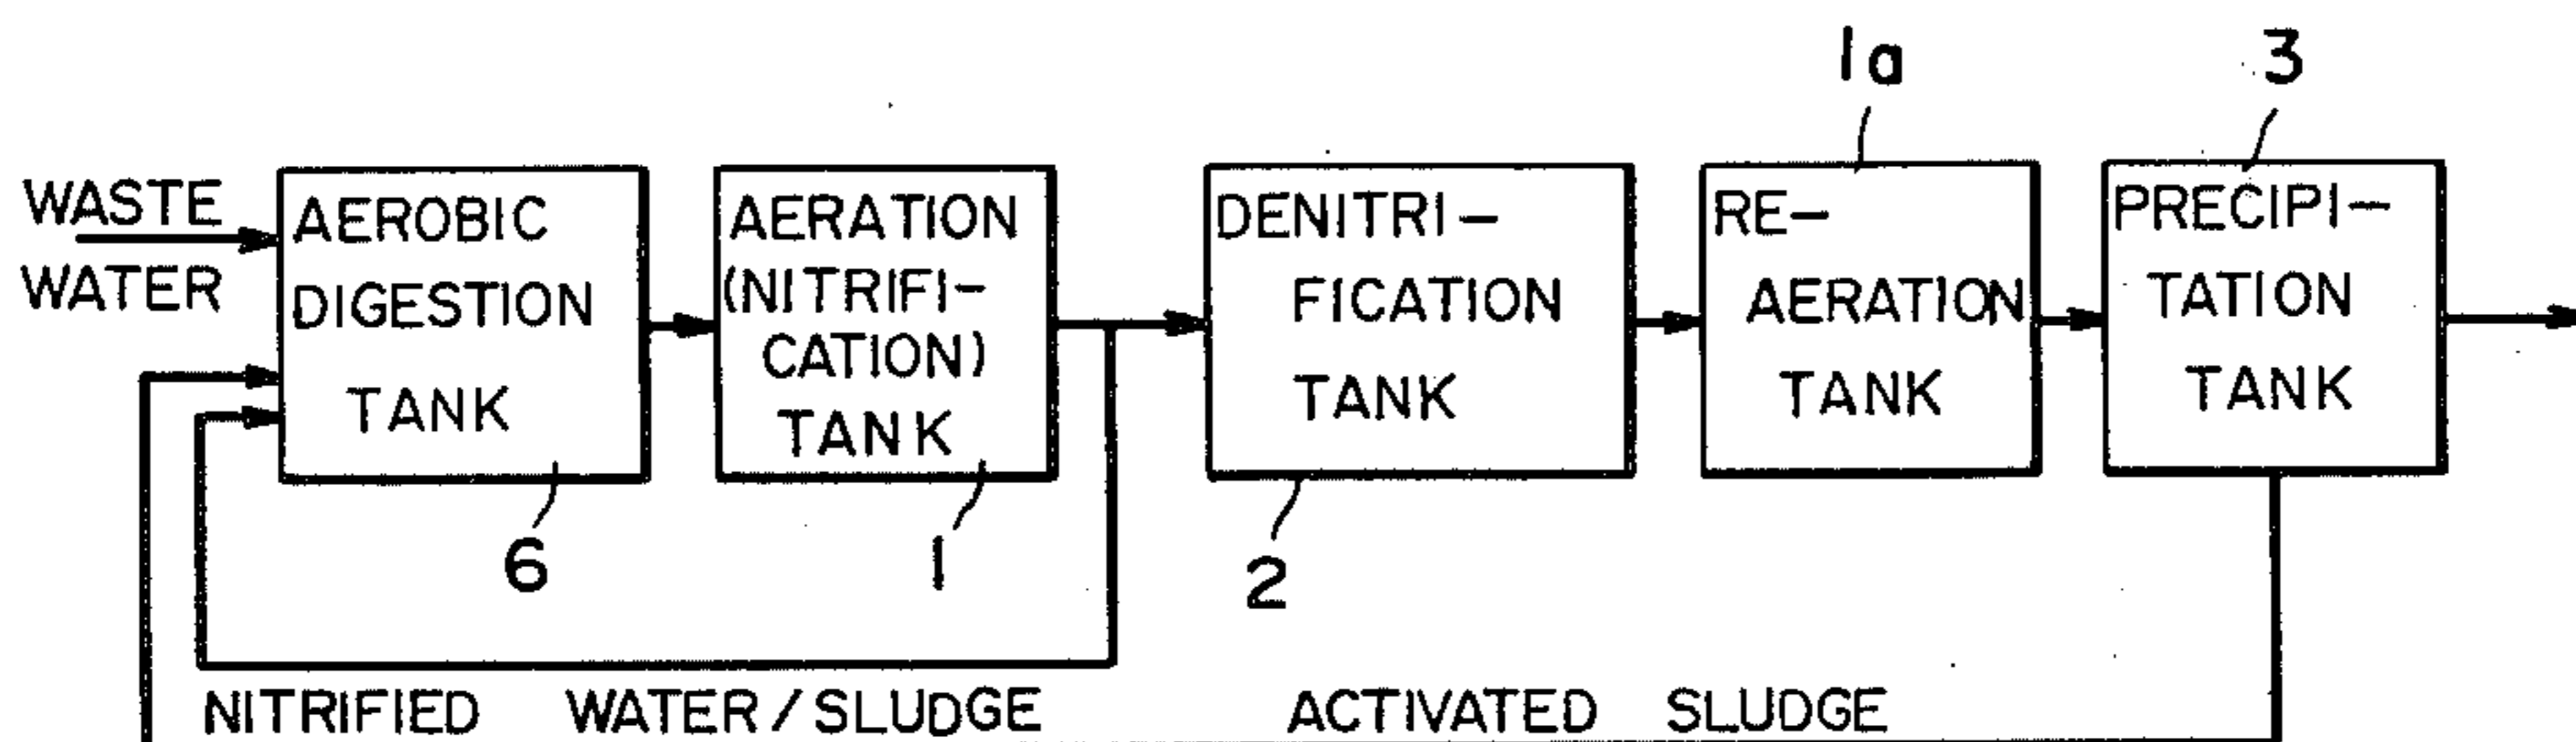 WASTE
WATER
AEROBIC
DIGESTION
TANK
6
AERATION
(NITRIFI-
CATION)
TANK
1
DENITRI-
FICATION
TANK
2
1a
RE-
AERATION
TANK
3
PRECIPI-
TATION
TANK
NITRIFIED WATER/SLUDGE
ACTIVATED SLUDGE